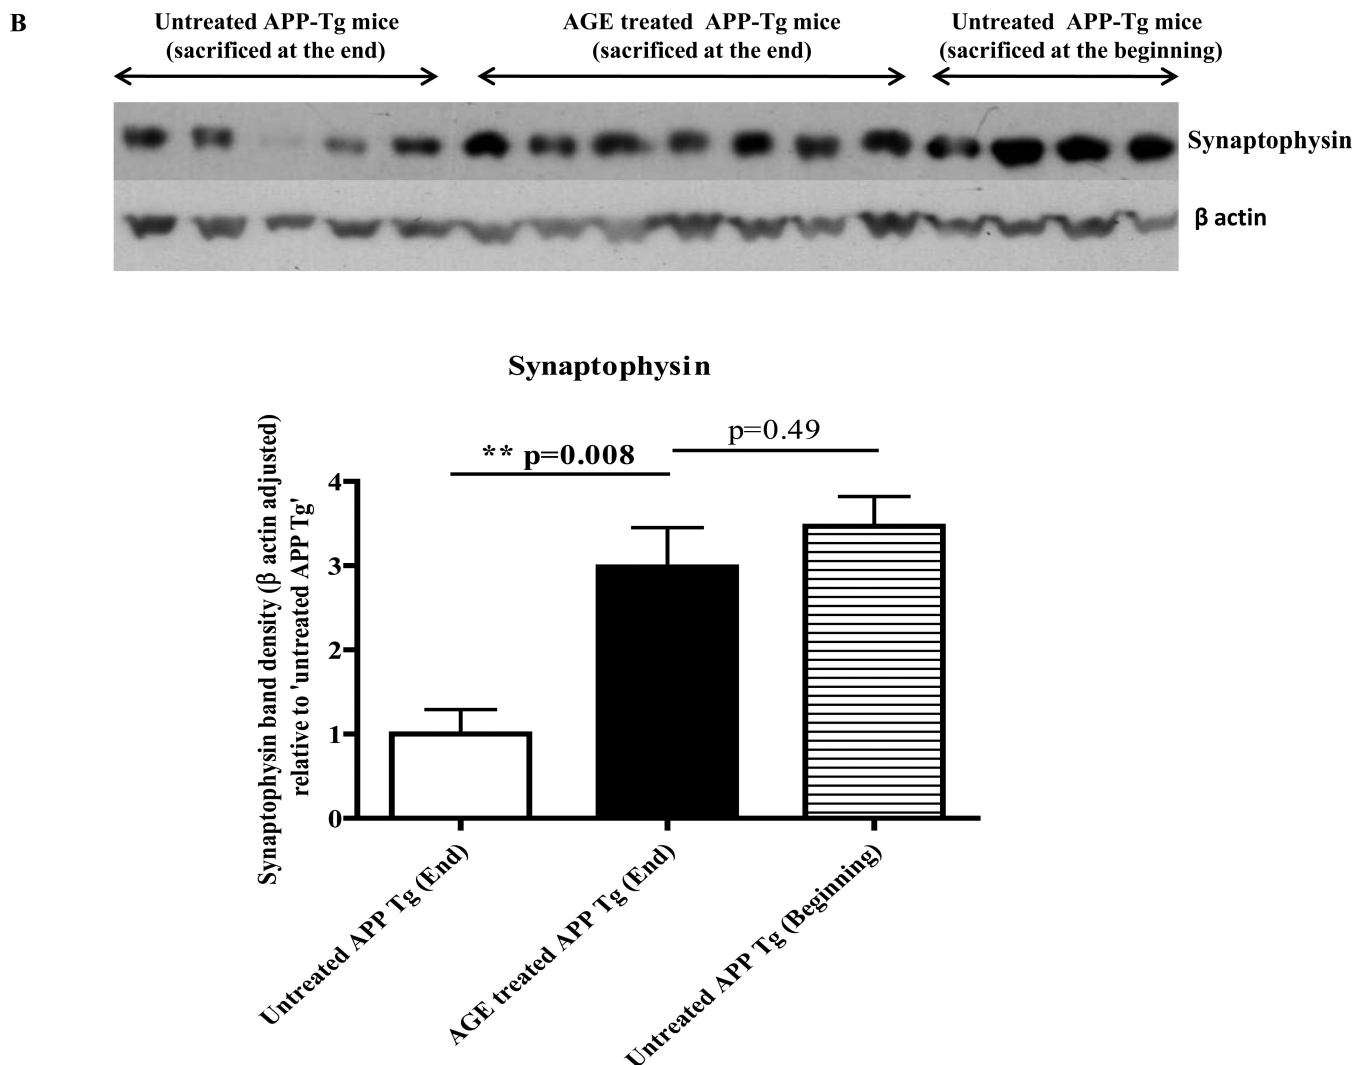 B
Untreated APP-Tg mice
(sacrificed at the end)
AGE treated APP-Tg mice
(sacrificed at the end)
Untreated APP-Tg mice
(sacrificed at the beginning)
Synaptophysin
β actin
Synaptophysin
** p=0.008
p=0.49
Synaptophysin band density (β actin adjusted)
relative to 'untreated APP Tg'
4
3
2
1
0
Untreated APP Tg (End)
AGE treated APP Tg (End)
Untreated APP Tg (Beginning)